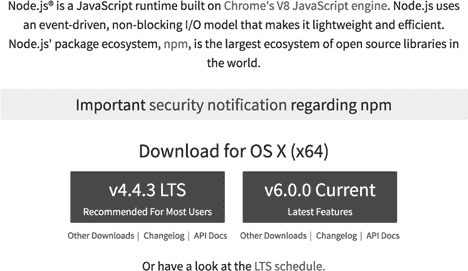 Node.js® is a JavaScript runtime built on Chrome's V8 JavaScript engine. Node.js uses
an event-driven, non-blocking I/O model that makes it lightweight and efficient.
Node.js' package ecosystem, npm, is the largest ecosystem of open source libraries in
the world.
Important security notification regarding npm
Download for OS X (x64)
v4.4.3 LTS
Recommended For Most Users
Other Downloads | Changelog | API Docs
v6.0.0 Current
Latest Features
Other Downloads | Changelog | API Docs
Or have a look at the LTS schedule.